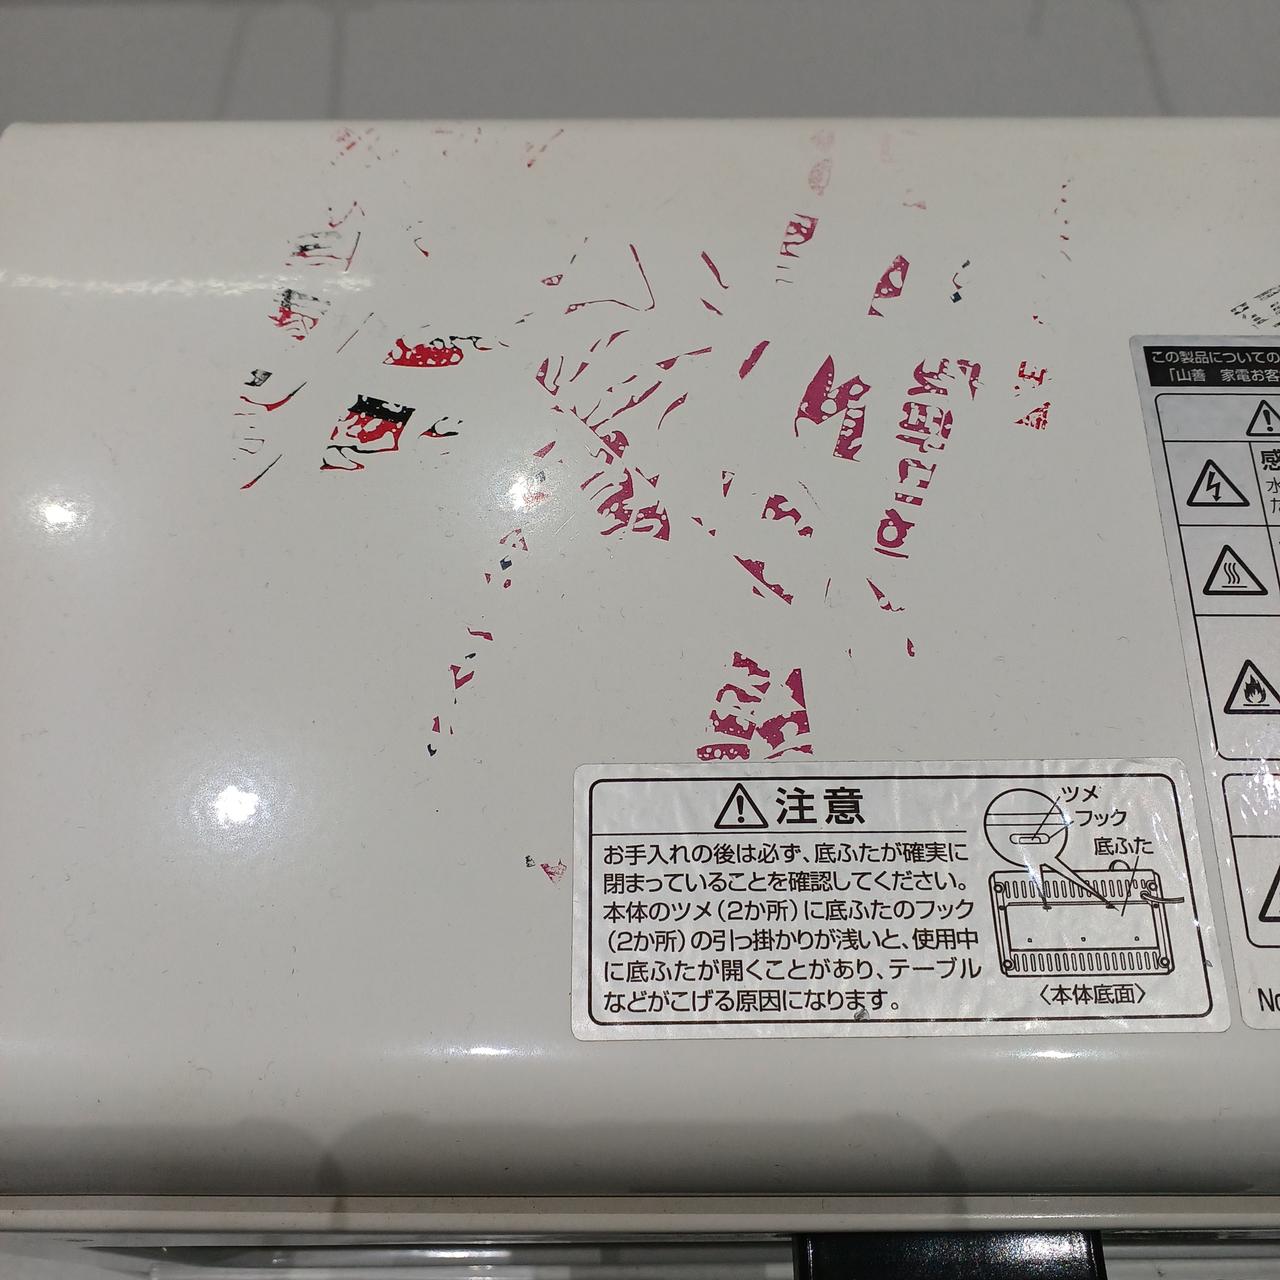 この製品についての
「山善 家電お客
感
水
注意
お手入れの後は必ず、底ふたが確実に
閉まっていることを確認してください。
本体のツメ(2か所)に底ふたのフック
(2か所)の引っ掛かりが浅いと、使用中
に底ふたが開くことがあり、テーブル
などがこげる原因になります。
ツメ
フック
底ふた
〈本体底面〉
No